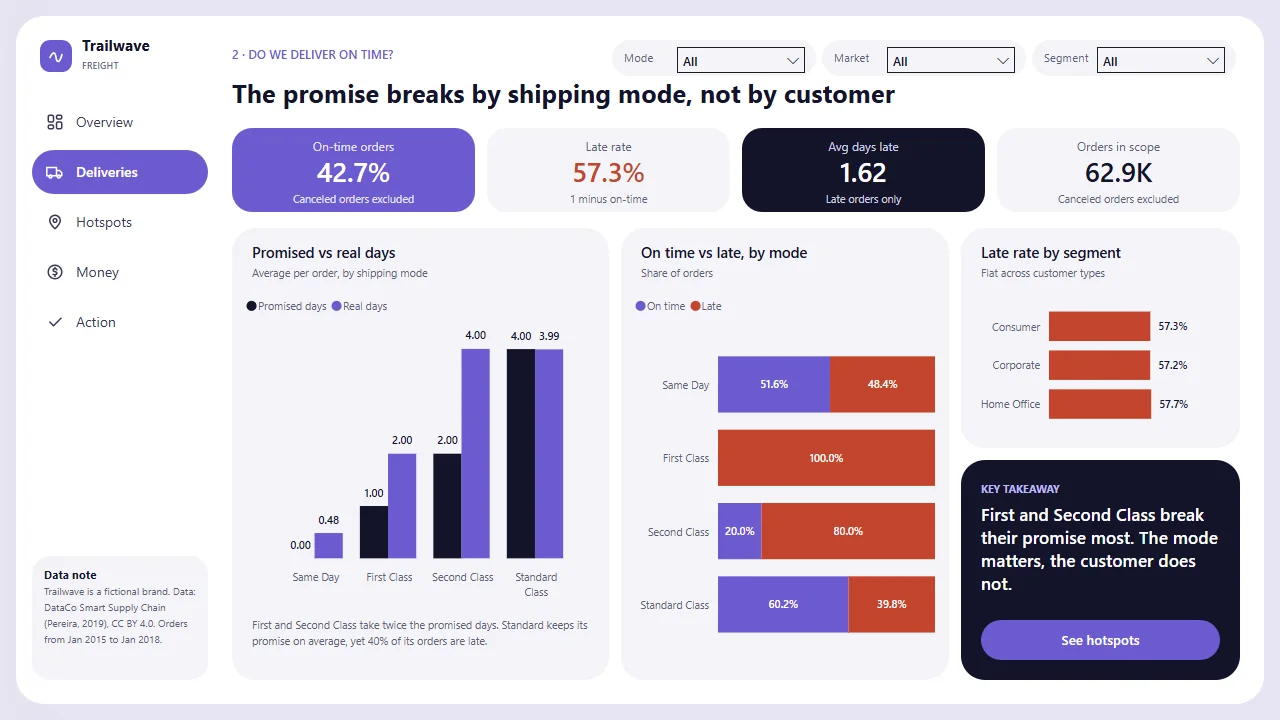 Trailwave
FREIGHT
Overview
Deliveries
Hotspots
Money
Action
Data note
Trailwave is a fictional brand. Data:
DataCo Smart Supply Chain
(Pereira, 2019), CC BY 4.0. Orders
from Jan 2015 to Jan 2018.
2 · DO WE DELIVER ON TIME?
Mode
All
Market
All
Segment
All
The promise breaks by shipping mode, not by customer
On-time orders
42.7%
Canceled orders excluded
Late rate
57.3%
1 minus on-time
Avg days late
1.62
Late orders only
Orders in scope
62.9K
Canceled orders excluded
Promised vs real days
Average per order, by shipping mode
Promised days
Real days
0.00
0.48
1.00
2.00
2.00
4.00
4.00
3.99
Same Day
First Class
Second Class
Standard
Class
First and Second Class take twice the promised days. Standard keeps its
promise on average, yet 40% of its orders are late.
On time vs late, by mode
Share of orders
On time
Late
Same Day
51.6%
48.4%
First Class
100.0%
Second Class
20.0%
80.0%
Standard Class
60.2%
39.8%
Late rate by segment
Flat across customer types
Consumer
57.3%
Corporate
57.2%
Home Office
57.7%
KEY TAKEAWAY
First and Second Class break
their promise most. The mode
matters, the customer does
not.
See hotspots